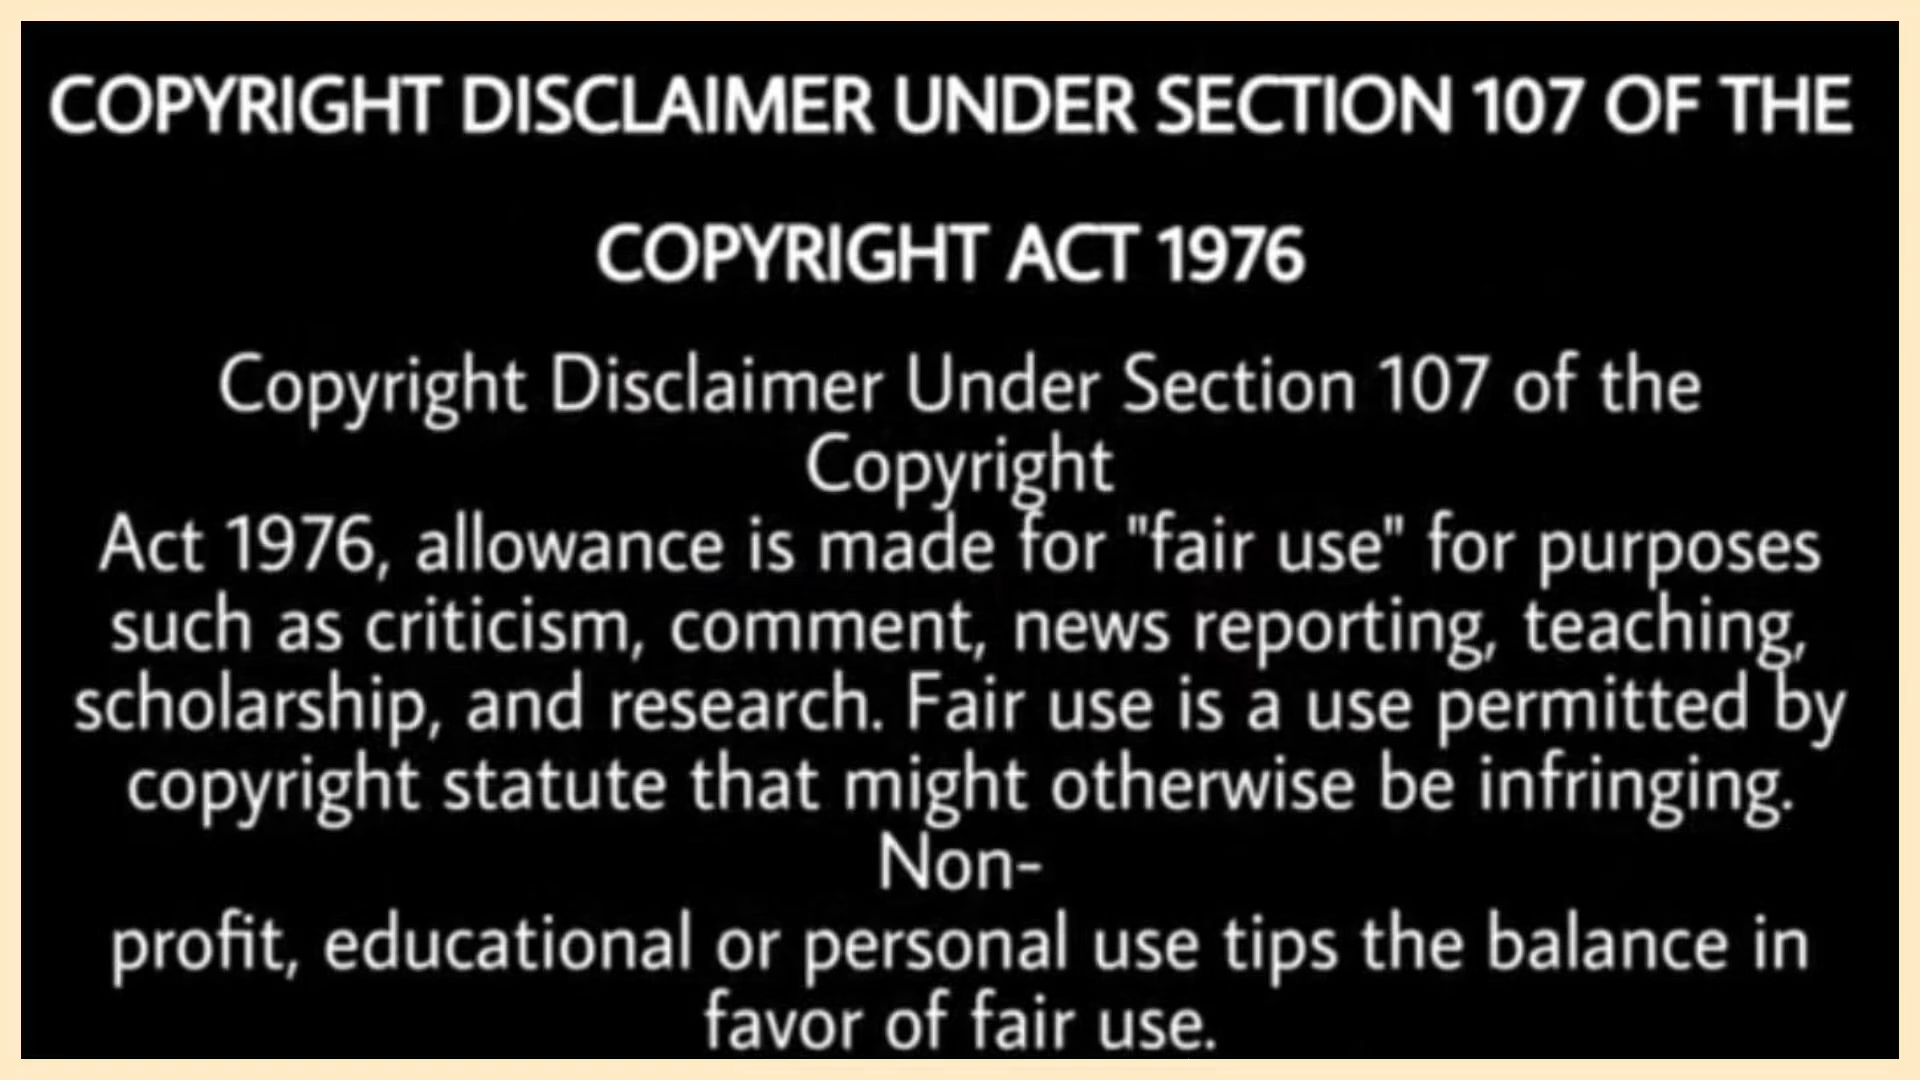 COPYRIGHT DISCLAIMER UNDER SECTION 107 OF THE
COPYRIGHT ACT 1976
Copyright Disclaimer Under Section 107 of the
Copyright
Act 1976, allowance is made for "fair use" for purposes
such as criticism, comment, news reporting, teaching,
scholarship, and research. Fair use is a use permitted by
copyright statute that might otherwise be infringing.
Non-
profit, educational or personal use tips the balance in
favor of fair use.